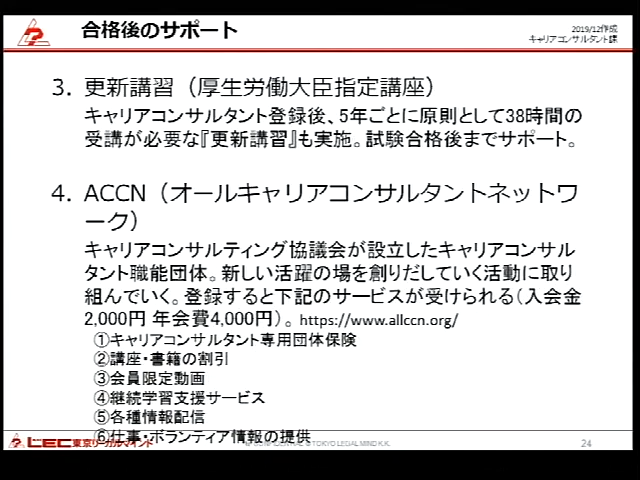 合格後のサポート
2019/12作成
キャリアコンサルタント課
3. 更新講習（厚生労働大臣指定講座）
キャリアコンサルタント登録後、5年ごとに原則として38時間の
受講が必要な『更新講習』も実施。試験合格後までサポート。
4. ACCN（オールキャリアコンサルタントネットワ
ーク）
キャリアコンサルティング協議会が設立したキャリアコンサル
タント職能団体。新しい活躍の場を創りだしていく活動に取り
組んでいく。登録すると下記のサービスが受けられる（入会金
2,000円 年会費4,000円）。https://www.allccn.org/
①キャリアコンサルタント専用団体保険
②講座・書籍の割引
③会員限定動画
④継続学習支援サービス
⑤各種情報配信
⑥仕事・ボランティア情報の提供
LEC東京リーガルマインド
TOKYO LEGAL MIND K.K.
24